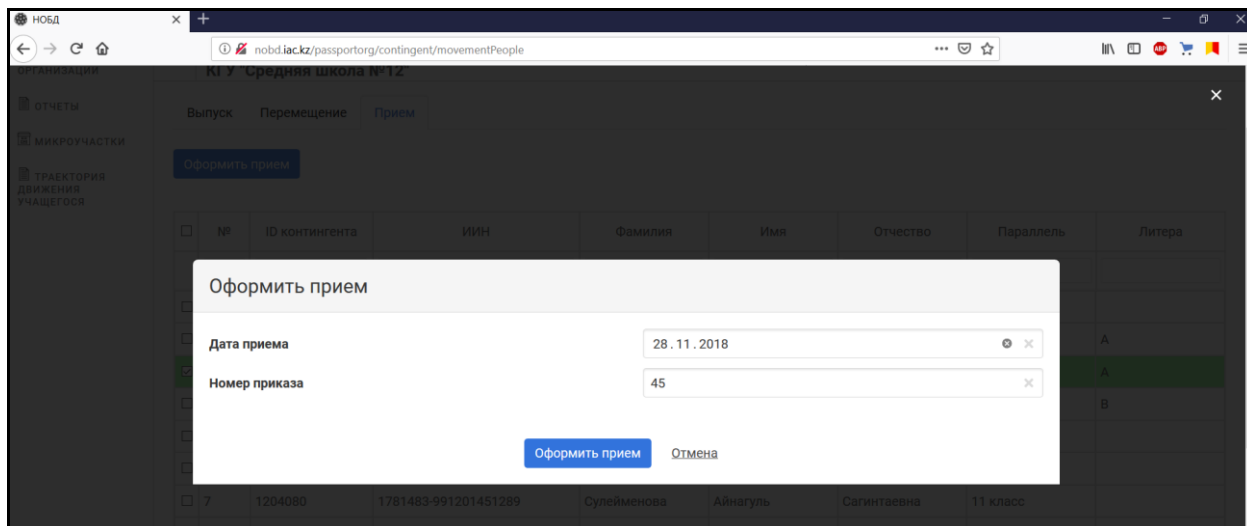 НОБД
nobd.iac.kz/passportorg/contingent/movementPeople
ABP
ОРГАНИЗАЦИИ
КГУ "Средняя школа №12"
ОТЧЕТЫ
Выпуск Перемещение Прием
МИКРОУЧАСТКИ
Оформить прием
ТРАЕКТОРИЯ
ДВИЖЕНИЯ
УЧАЩЕГОСЯ
№ ID контингента ИИН Фамилия Имя Отчество Параллель Литера
Оформить прием
Дата приема 28.11.2018
A
Номер приказа 45
A
B
Оформить прием Отмена
7 1204080 1781483-991201451289 Сулейменова Айнагуль Сагинтаевна 11 класс